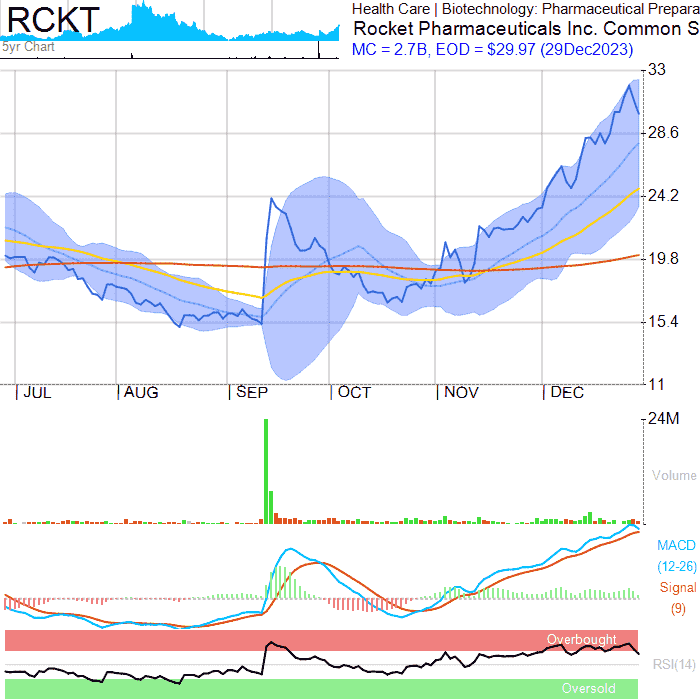 RCKT
5yr Chart
Health Care | Biotechnology: Pharmaceutical Prepara
Rocket Pharmaceuticals Inc. Common S
MC = 2.7B, EOD = $29.97 (29Dec2023)
33
28.6
24.2
19.8
15.4
11
JUL AUG SEP OCT NOV DEC
24M
Volume
MACD
(12-26)
Signal
(9)
Overbought
RSI(14)
Oversold